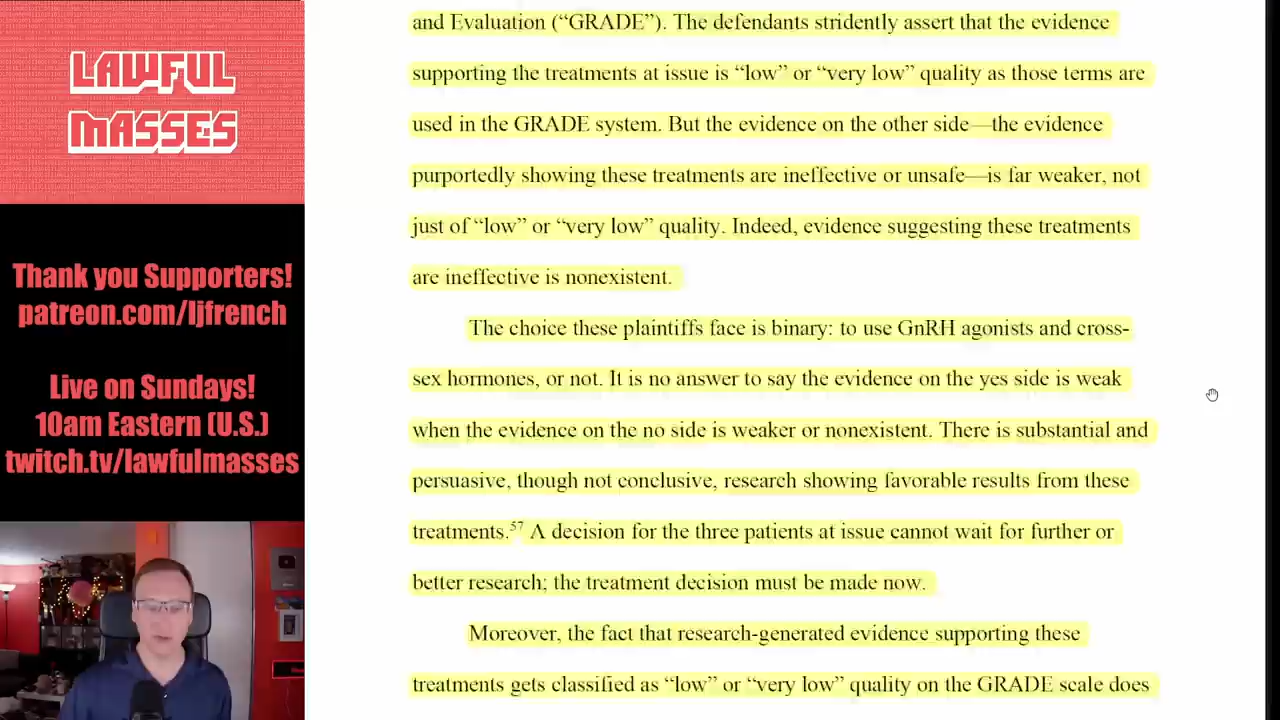 LAWFUL
MASSES
Thank you Supporters!
patreon.com/ljfrench
Live on Sundays!
10am Eastern (U.S.)
twitch.tv/lawfulmasses
and Evaluation (“GRADE”). The defendants stridently assert that the evidence
supporting the treatments at issue is “low” or “very low” quality as those terms are
used in the GRADE system. But the evidence on the other side—the evidence
purportedly showing these treatments are ineffective or unsafe—is far weaker, not
just of “low” or “very low” quality. Indeed, evidence suggesting these treatments
are ineffective is nonexistent.
The choice these plaintiffs face is binary: to use GnRH agonists and cross-
sex hormones, or not. It is no answer to say the evidence on the yes side is weak
when the evidence on the no side is weaker or nonexistent. There is substantial and
persuasive, though not conclusive, research showing favorable results from these
treatments.57 A decision for the three patients at issue cannot wait for further or
better research; the treatment decision must be made now.
Moreover, the fact that research-generated evidence supporting these
treatments gets classified as “low” or “very low” quality on the GRADE scale does